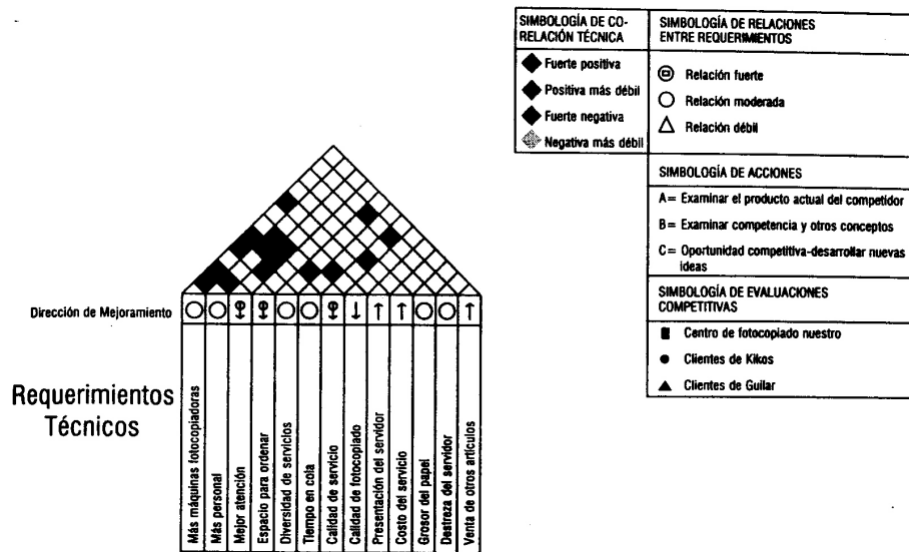 SIMBOLOGÍA DE CO-
RELACIÓN TÉCNICA
Fuerte positiva
Positiva más débil
Fuerte negativa
Negativa más débil
SIMBOLOGÍA DE RELACIONES
ENTRE REQUERIMIENTOS
Relación fuerte
Relación moderada
Relación débil
SIMBOLOGÍA DE ACCIONES
A= Examinar el producto actual del competidor
B= Examinar competencia y otros conceptos
C= Oportunidad competitiva-desarrollar nuevas
ideas
SIMBOLOGÍA DE EVALUACIONES
COMPETITIVAS
Centro de fotocopiado nuestro
Clientes de Kikos
Clientes de Guilar
Dirección de Mejoramiento
Requerimientos
Técnicos
Más máquinas fotocopiadoras
Más personal
Mejor atención
Espacio para ordenar
Diversidad de servicios
Tiempo en cola
Calidad de servicio
Calidad de fotocopiado
Presentación del servidor
Costo del servicio
Grosor del papel
Destreza del servidor
Venta de otros artículos